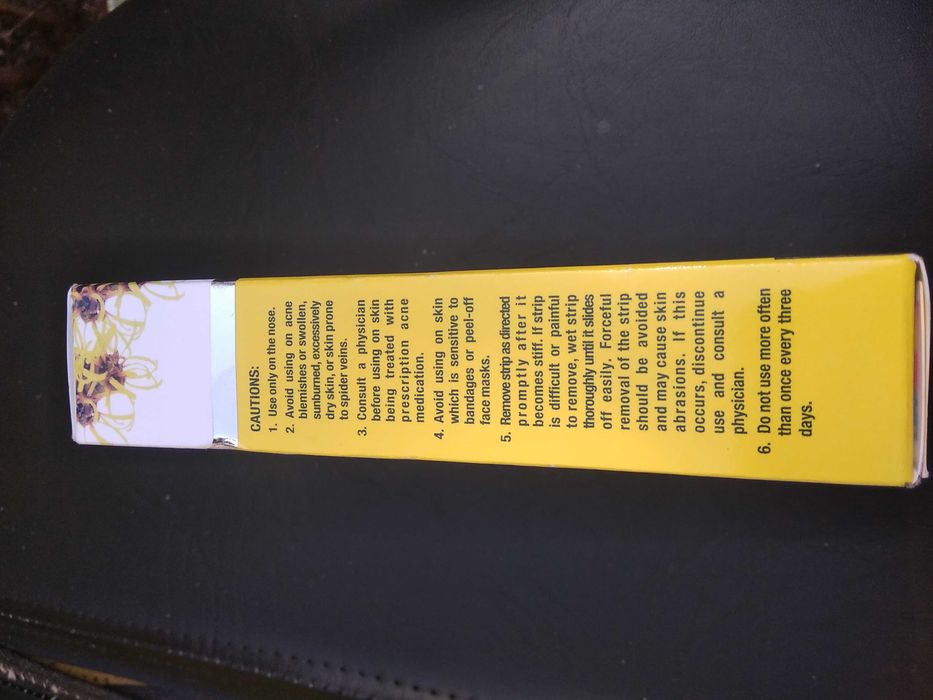 CAUTIONS:
1. Use only on the nose.
2. Avoid using on acne
blemishes or swollen,
sunburned, excessively
dry skin, or skin prone
to spider veins.
3. Consult a physician
before using on skin
being treated with
prescription acne
medication.
4. Avoid using on skin
which is sensitive to
bandages or peel-off
face masks.
5. Remove strip as directed
promptly after it
becomes stiff. If strip
is difficult or painful
to remove, wet strip
thoroughly until it slides
off easily. Forceful
removal of the strip
should be avoided
and may cause skin
abrasions. If this
occurs, discontinue
use and consult a
physician.
6. Do not use more often
than once every three
days.